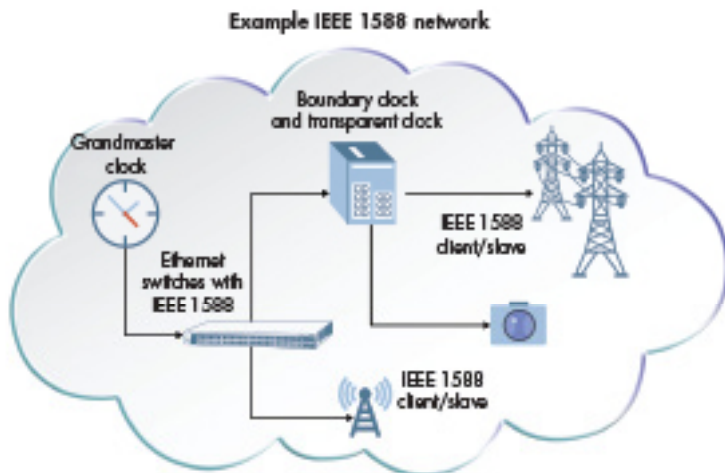 Example IEEE 1588 network
Boundary clock
and transparent clock
Grandmaster
clock
IEEE 1588
client/slave
Ethernet
switches with
IEEE 1588
IEEE 1588
client/slave